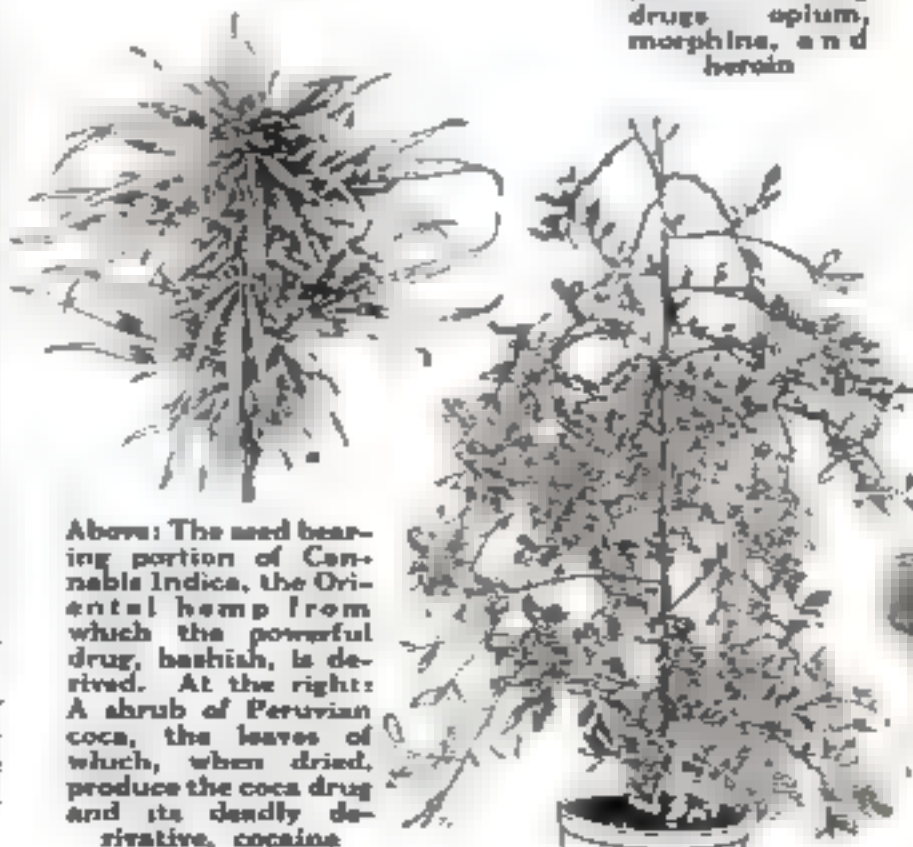 drugs opium,
morphine, and
heroin
Above: The seed bear-
ing portion of Can-
nabis Indica, the Ori-
ental hemp from
which the powerful
drug, hashish, is de-
rived. At the right:
A shrub of Peruvian
coca, the leaves of
which, when dried,
produce the coca drug
and its deadly de-
rivative, cocaine